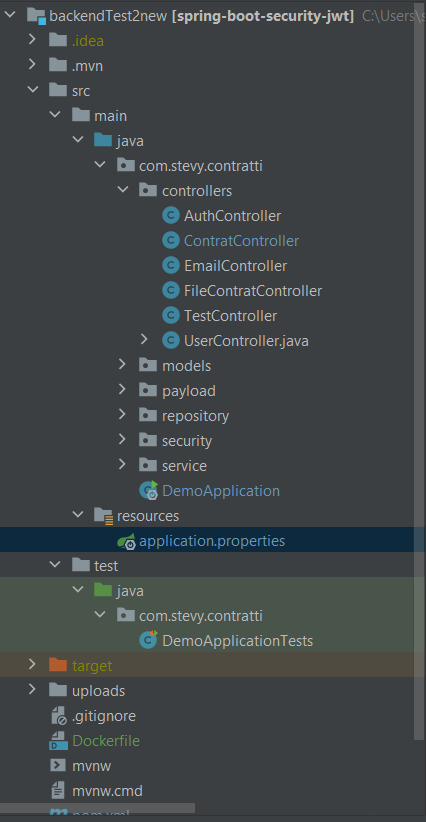 backendTest2new [spring-boot-security-jwt] C:\Users\s
.idea
.mvn
src
main
java
com.stevy.contratti
controllers
AuthController
ContratController
EmailController
FileContratController
TestController
UserController.java
models
payload
repository
security
service
DemoApplication
resources
application.properties
test
java
com.stevy.contratti
DemoApplicationTests
target
uploads
.gitignore
Dockerfile
mvnw
mvnw.cmd
pom.xml